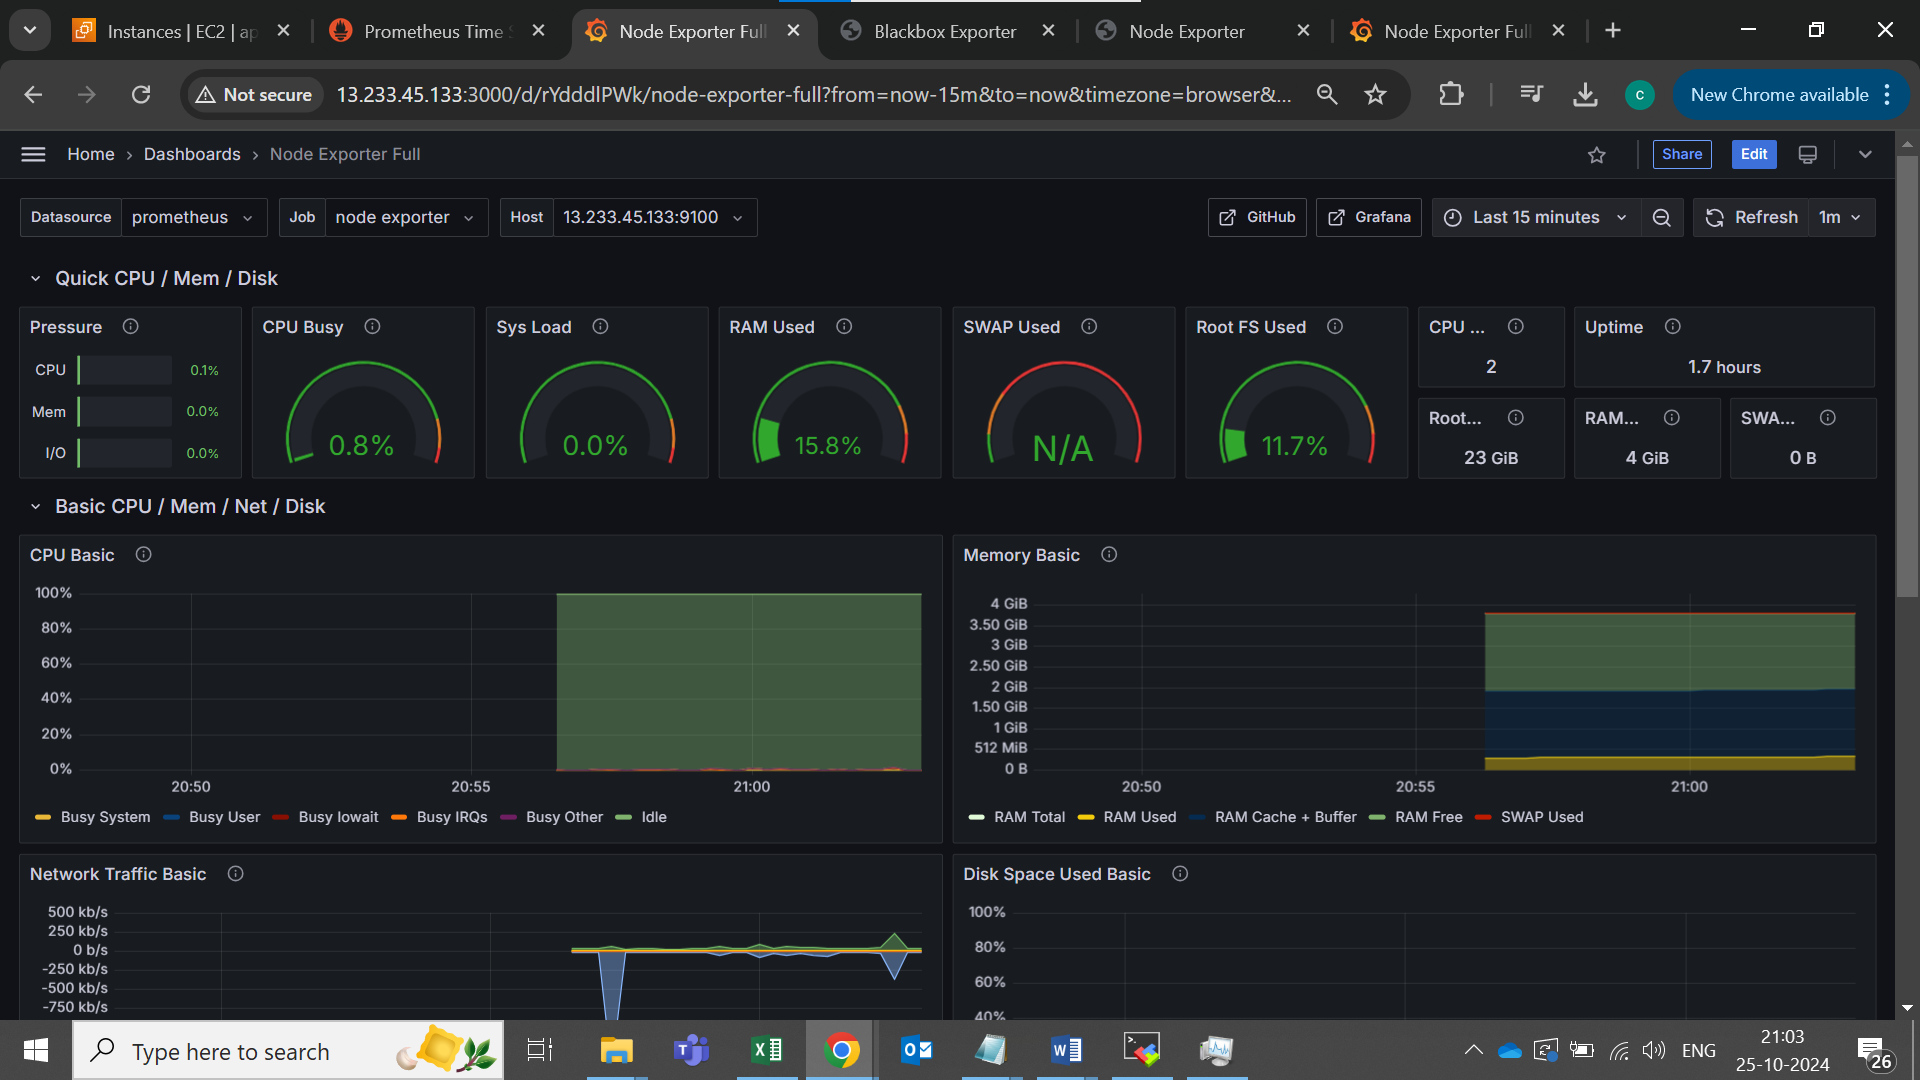 Instances | EC2 | ap
Prometheus Time S
Node Exporter Full
Blackbox Exporter
Node Exporter
Node Exporter Full
Not secure
13.233.45.133:3000/d/rYdddlPWk/node-exporter-full?from=now-15m&to=now&timezone=browser&...
C
New Chrome available
Home › Dashboards › Node Exporter Full
Share
Edit
Datasource prometheus
Job node exporter
Host 13.233.45.133:9100
GitHub
Grafana
Last 15 minutes
Refresh 1m
Quick CPU / Mem / Disk
Pressure
CPU 0.1%
Mem 0.0%
I/O 0.0%
CPU Busy
0.8%
Sys Load
0.0%
RAM Used
15.8%
SWAP Used
N/A
Root FS Used
11.7%
CPU ...
2
Uptime
1.7 hours
Root...
23 GiB
RAM...
4 GiB
SWA...
0 B
Basic CPU / Mem / Net / Disk
CPU Basic
100%
80%
60%
40%
20%
0%
20:50 20:55 21:00
Busy System Busy User Busy Iowait Busy IRQs Busy Other Idle
Memory Basic
4 GiB
3.50 GiB
3 GiB
2.50 GiB
2 GiB
1.50 GiB
1 GiB
512 MiB
0 B
20:50 20:55 21:00
RAM Total RAM Used RAM Cache + Buffer RAM Free SWAP Used
Network Traffic Basic
500 kb/s
250 kb/s
0 b/s
-250 kb/s
-500 kb/s
-750 kb/s
Disk Space Used Basic
100%
80%
60%
40%
Type here to search
ENG
21:03
25-10-2024
26